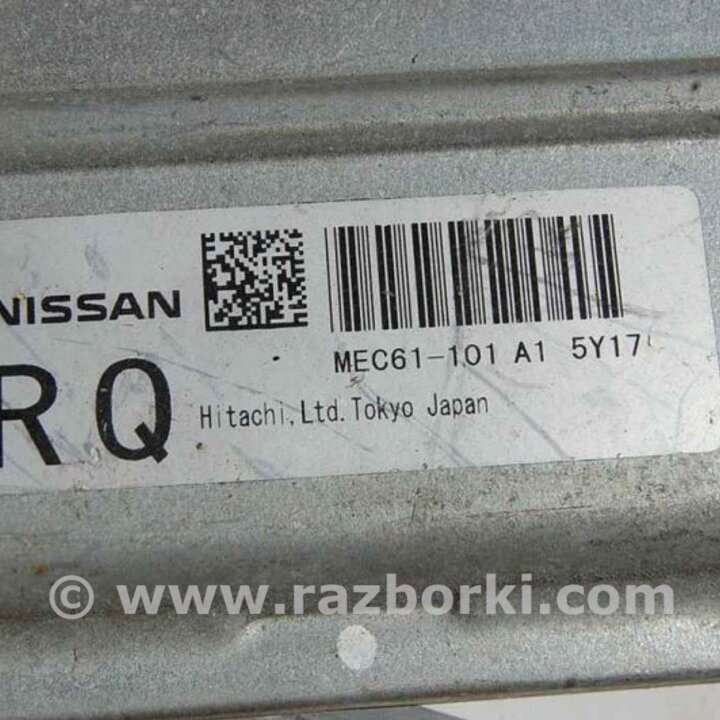 NISSAN
MEC61-101 A1 5Y17
RQ
Hitachi, Ltd. Tokyo Japan
© www.razborki.com